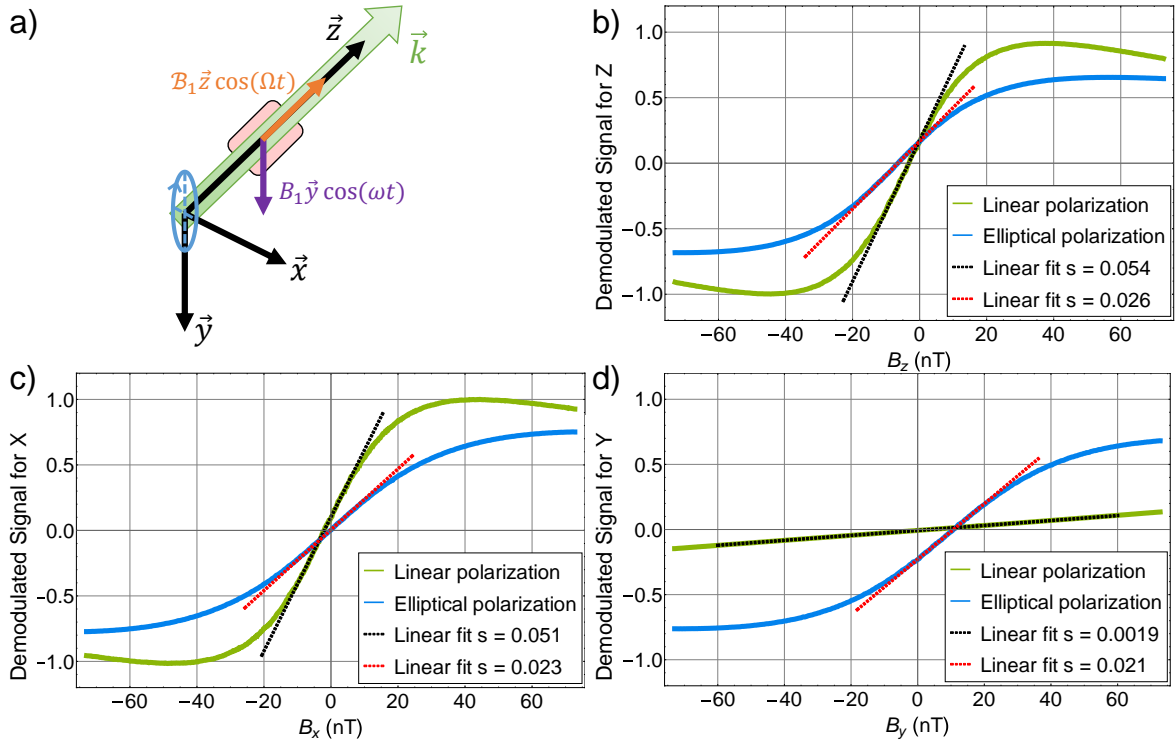 a)
z⃗
k⃗
ℬ₁z⃗ cos(Ωt)
B₁y⃗ cos(ωt)
x⃗
y⃗
b)
Demodulated Signal for Z
1.0
0.5
0.0
−0.5
−1.0
−60 −40 −20 0 20 40 60
B_z (nT)
Linear polarization
Elliptical polarization
Linear fit s = 0.054
Linear fit s = 0.026
c)
Demodulated Signal for X
1.0
0.5
0.0
−0.5
−1.0
−60 −40 −20 0 20 40 60
B_x (nT)
Linear polarization
Elliptical polarization
Linear fit s = 0.051
Linear fit s = 0.023
d)
Demodulated Signal for Y
1.0
0.5
0.0
−0.5
−1.0
−60 −40 −20 0 20 40 60
B_y (nT)
Linear polarization
Elliptical polarization
Linear fit s = 0.0019
Linear fit s = 0.021